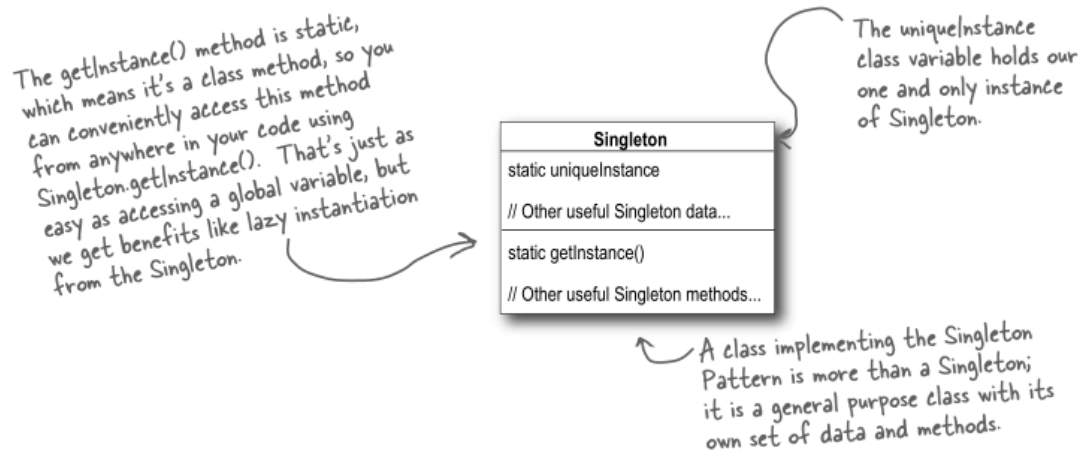 The getInstance() method is static,
which means it's a class method, so you
can conveniently access this method
from anywhere in your code using
Singleton.getInstance(). That's just as
easy as accessing a global variable, but
we get benefits like lazy instantiation
from the Singleton.
The uniqueInstance
class variable holds our
one and only instance
of Singleton.
Singleton
static uniqueInstance
// Other useful Singleton data...
static getInstance()
// Other useful Singleton methods...
A class implementing the Singleton
Pattern is more than a Singleton;
it is a general purpose class with its
own set of data and methods.